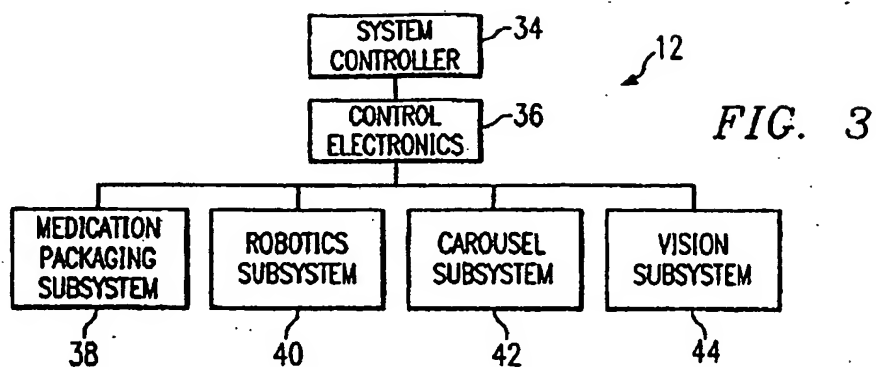 SYSTEM
CONTROLLER
34
12
CONTROL
ELECTRONICS
36
FIG. 3
MEDICATION
PACKAGING
SUBSYSTEM
ROBOTICS
SUBSYSTEM
CAROUSEL
SUBSYSTEM
VISION
SUBSYSTEM
38
40
42
44